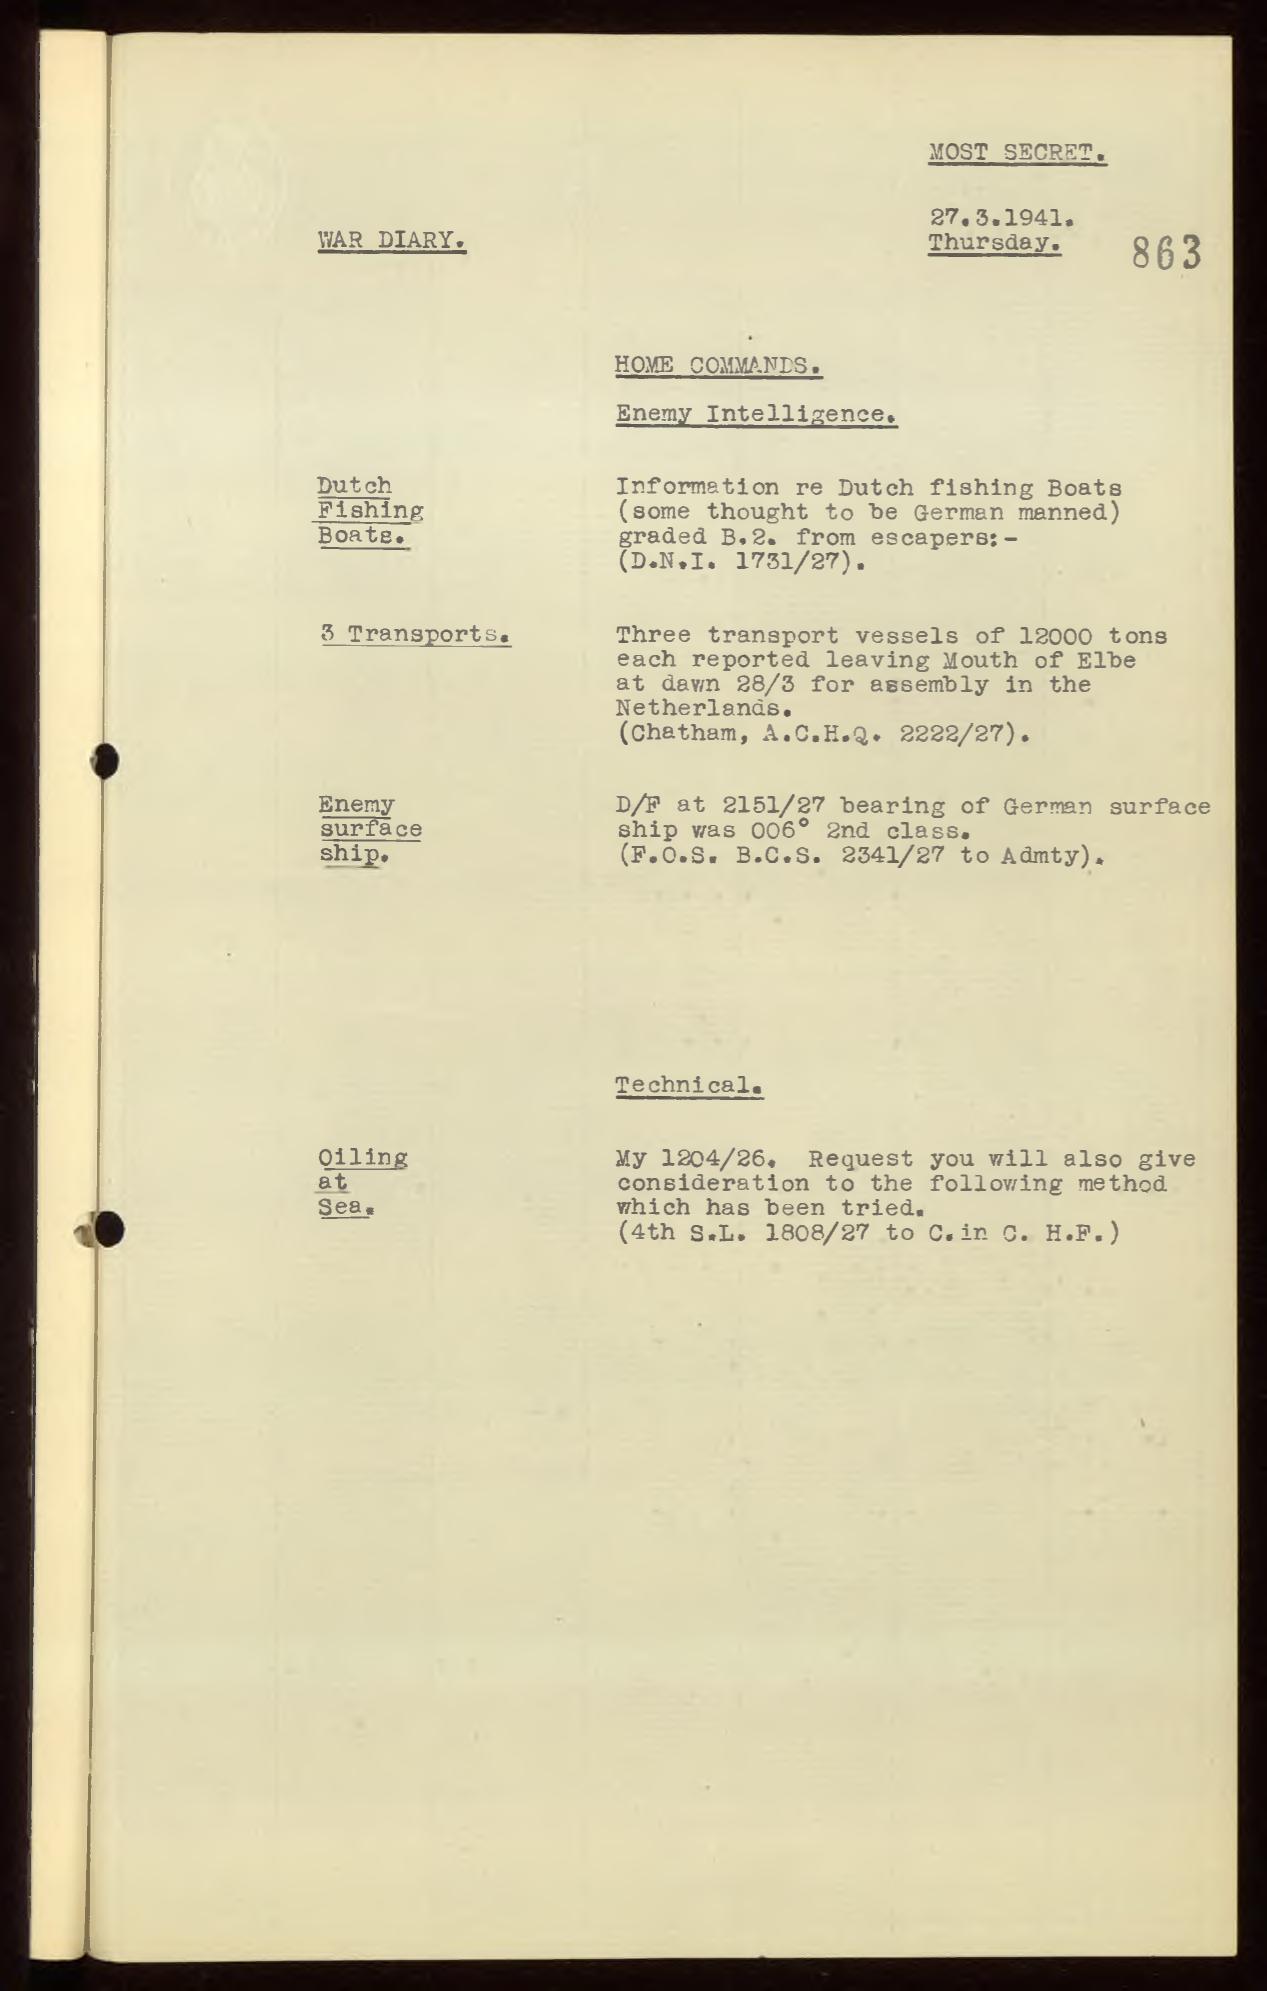 MOST SECRET.
27.3.1941.
Thursday.
863
WAR DIARY.
HOME COMMANDS.
Enemy Intelligence.
Dutch
Fishing
Boats.
Information re Dutch fishing Boats
(some thought to be German manned)
graded B.2. from escapers:-
(D.N.I. 1731/27).
3 Transports.
Three transport vessels of 12000 tons
each reported leaving Mouth of Elbe
at dawn 28/3 for assembly in the
Netherlands.
(Chatham, A.C.H.Q. 2222/27).
Enemy
surface
ship.
D/F at 2151/27 bearing of German surface
ship was 006° 2nd class.
(F.O.S. B.C.S. 2341/27 to Admty).
Technical.
Oiling
at
Sea.
My 1204/26. Request you will also give
consideration to the following method
which has been tried.
(4th S.L. 1808/27 to C.in C. H.F.)